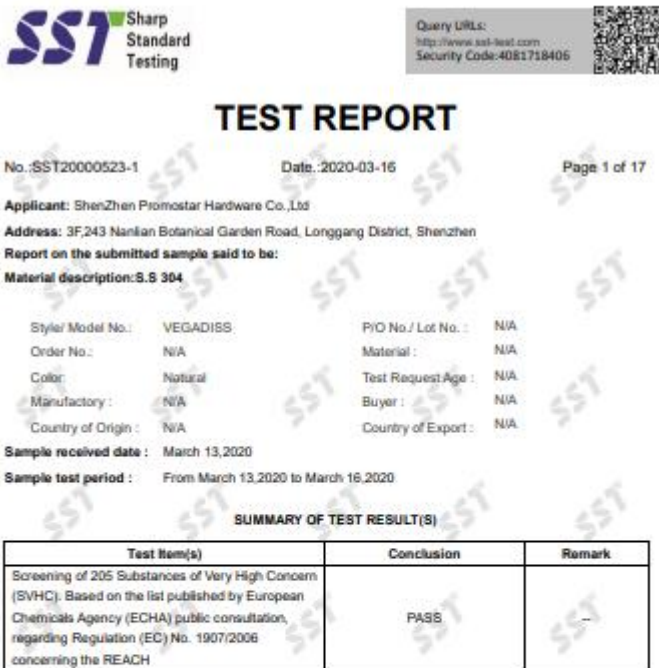 SST Sharp
Standard
Testing
Query URLs:
http://www.sst-test.com
Security Code:4081718406
TEST REPORT
No.:SST20000523-1 Date.:2020-03-16 Page 1 of 17
Applicant: ShenZhen Promostar Hardware Co.,Ltd
Address: 3F,243 Nanlian Botanical Garden Road, Longgang District, Shenzhen
Report on the submitted sample said to be:
Material description:S.S 304
Style/ Model No.: VEGADISS P/O No./ Lot No. : N/A
Order No.: N/A Material : N/A
Color: Natural Test Request Age : N/A
Manufactory : N/A Buyer : N/A
Country of Origin : N/A Country of Export : N/A
Sample received date : March 13,2020
Sample test period : From March 13,2020 to March 16,2020
SUMMARY OF TEST RESULT(S)
Test Item(s) Conclusion Remark
Screening of 205 Substances of Very High Concern
(SVHC). Based on the list published by European
Chemicals Agency (ECHA) public consultation,
regarding Regulation (EC) No. 1907/2006
concerning the REACH
PASS --